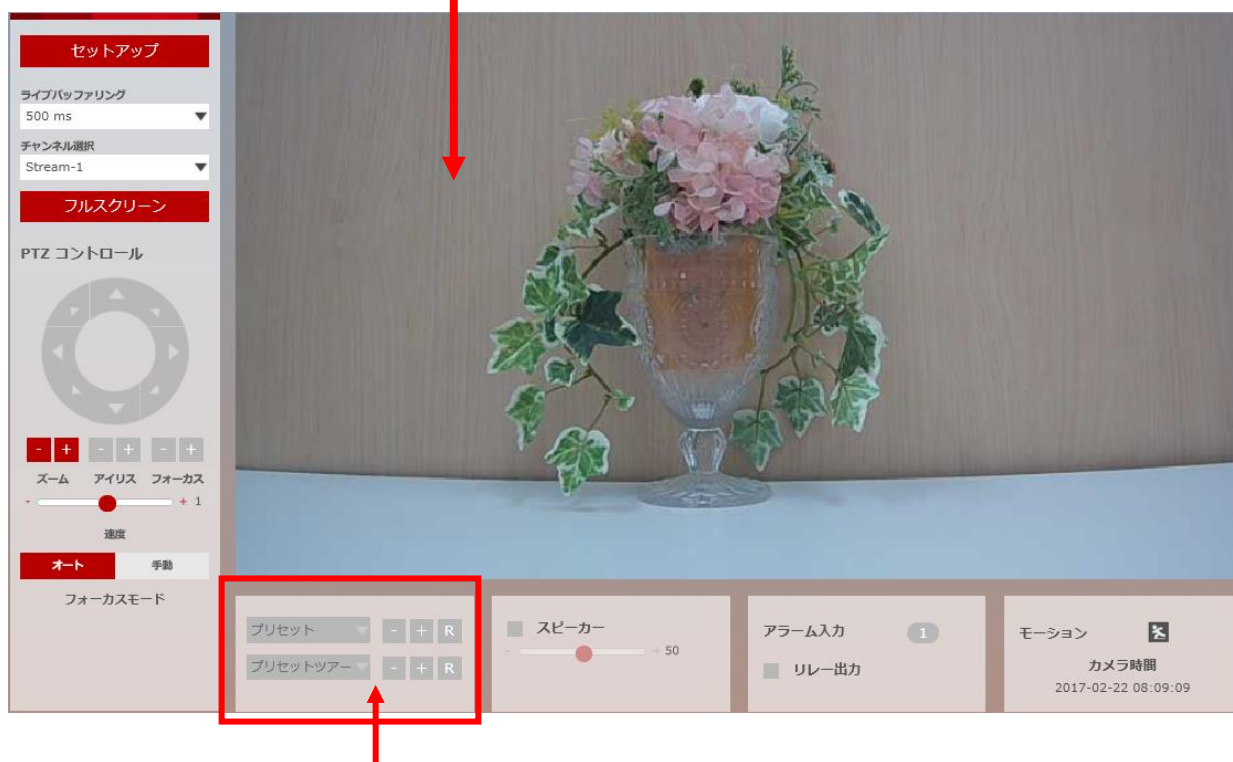 セットアップ
ライブバッファリング
500 ms
チャンネル選択
Stream-1
フルスクリーン
PTZ コントロール
- + - + - +
ズーム アイリス フォーカス
- + 1
速度
オート 手動
フォーカスモード
プリセット - + R
プリセットツアー - + R
スピーカー
- + 50
アラーム入力 1
リレー出力
モーション
カメラ時間
2017-02-22 08:09:09